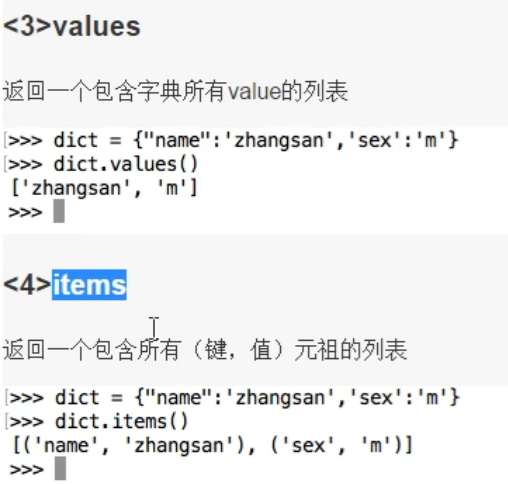 <3>values
返回一个包含字典所有value的列表
>>> dict = {"name":'zhangsan','sex':'m'}
>>> dict.values()
['zhangsan', 'm']
>>>
<4>items
返回一个包含所有（键，值）元祖的列表
>>> dict = {"name":'zhangsan','sex':'m'}
>>> dict.items()
[('name', 'zhangsan'), ('sex', 'm')]
>>>